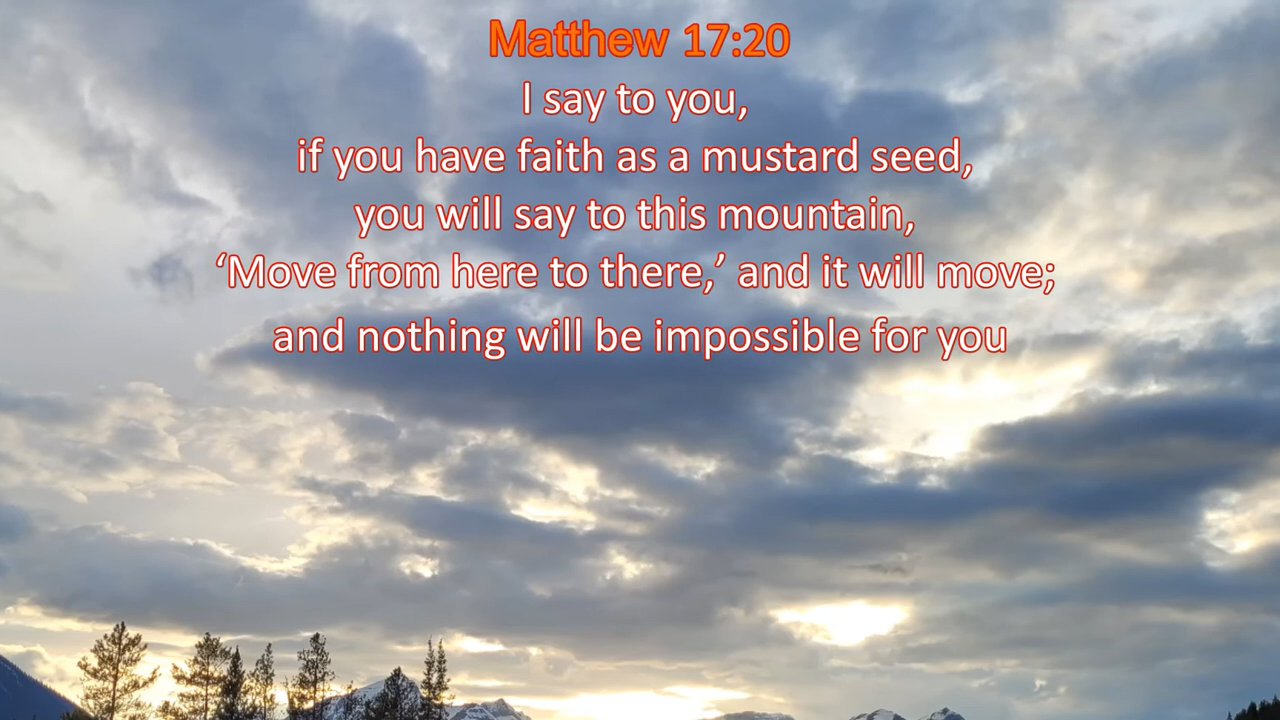 Matthew 17:20
I say to you,
if you have faith as a mustard seed,
you will say to this mountain,
‘Move from here to there,’ and it will move;
and nothing will be impossible for you